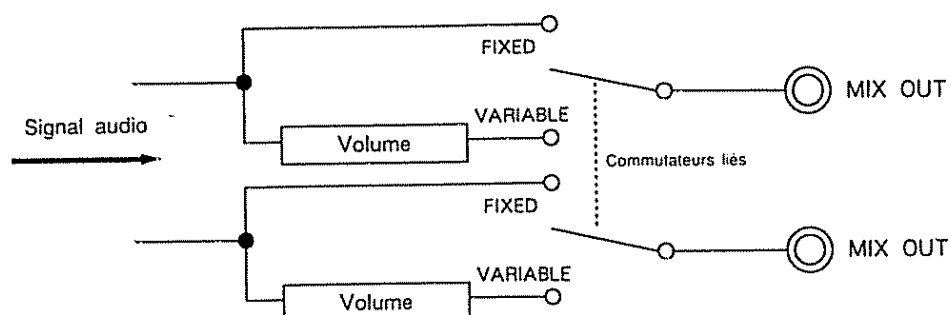 FIXED
MIX OUT
Signal audio
VARIABLE
Volume
Commutateurs liés
FIXED
MIX OUT
VARIABLE
Volume